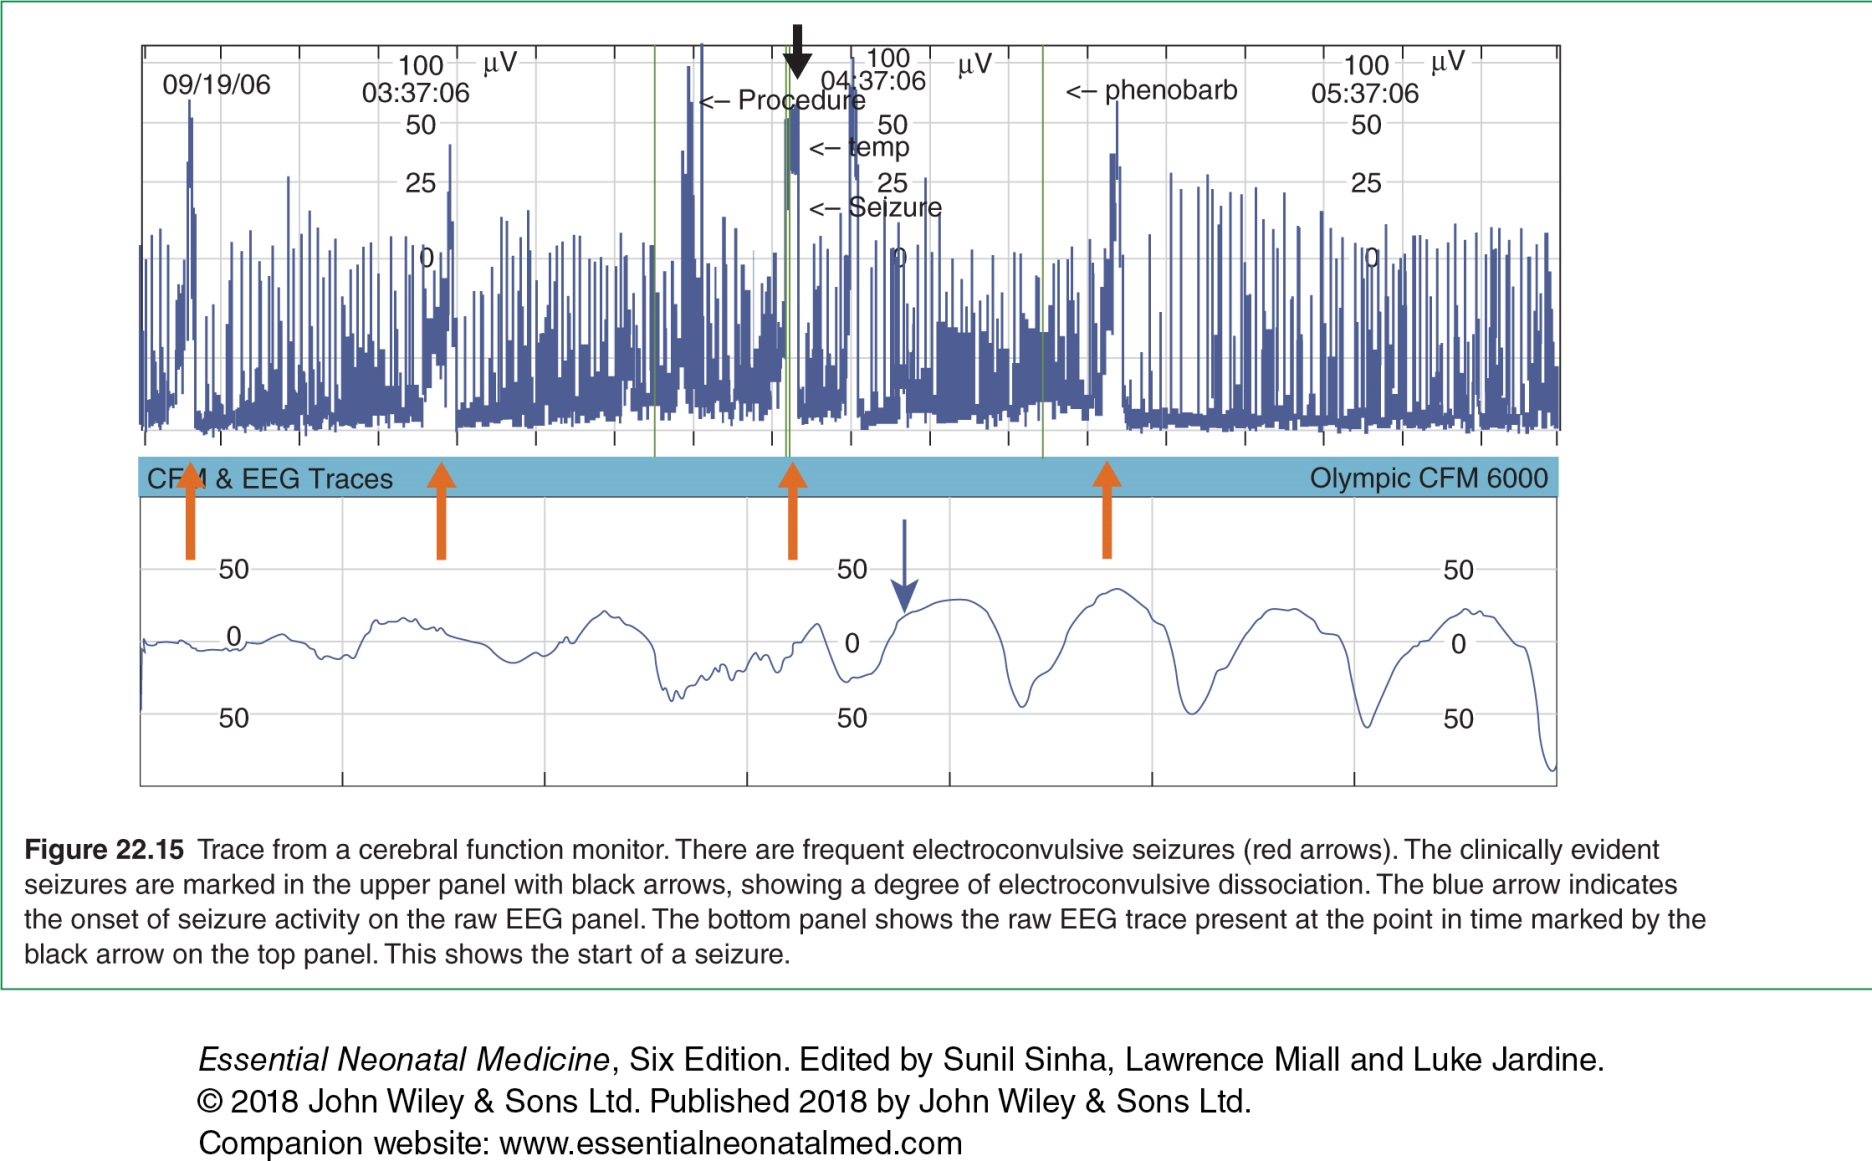 100 µV
100 µV
100 µV
09/19/06
03:37:06
04:37:06
05:37:06
<– Procedure
<– phenobarb
50
50
50
<– temp
25
25
25
<– Seizure
0
0
0
CFM & EEG Traces
Olympic CFM 6000
50
50
50
0
0
0
50
50
50
Figure 22.15 Trace from a cerebral function monitor. There are frequent electroconvulsive seizures (red arrows). The clinically evident
seizures are marked in the upper panel with black arrows, showing a degree of electroconvulsive dissociation. The blue arrow indicates
the onset of seizure activity on the raw EEG panel. The bottom panel shows the raw EEG trace present at the point in time marked by the
black arrow on the top panel. This shows the start of a seizure.
Essential Neonatal Medicine, Six Edition. Edited by Sunil Sinha, Lawrence Miall and Luke Jardine.
© 2018 John Wiley & Sons Ltd. Published 2018 by John Wiley & Sons Ltd.
Companion website: www.essentialneonatalmed.com